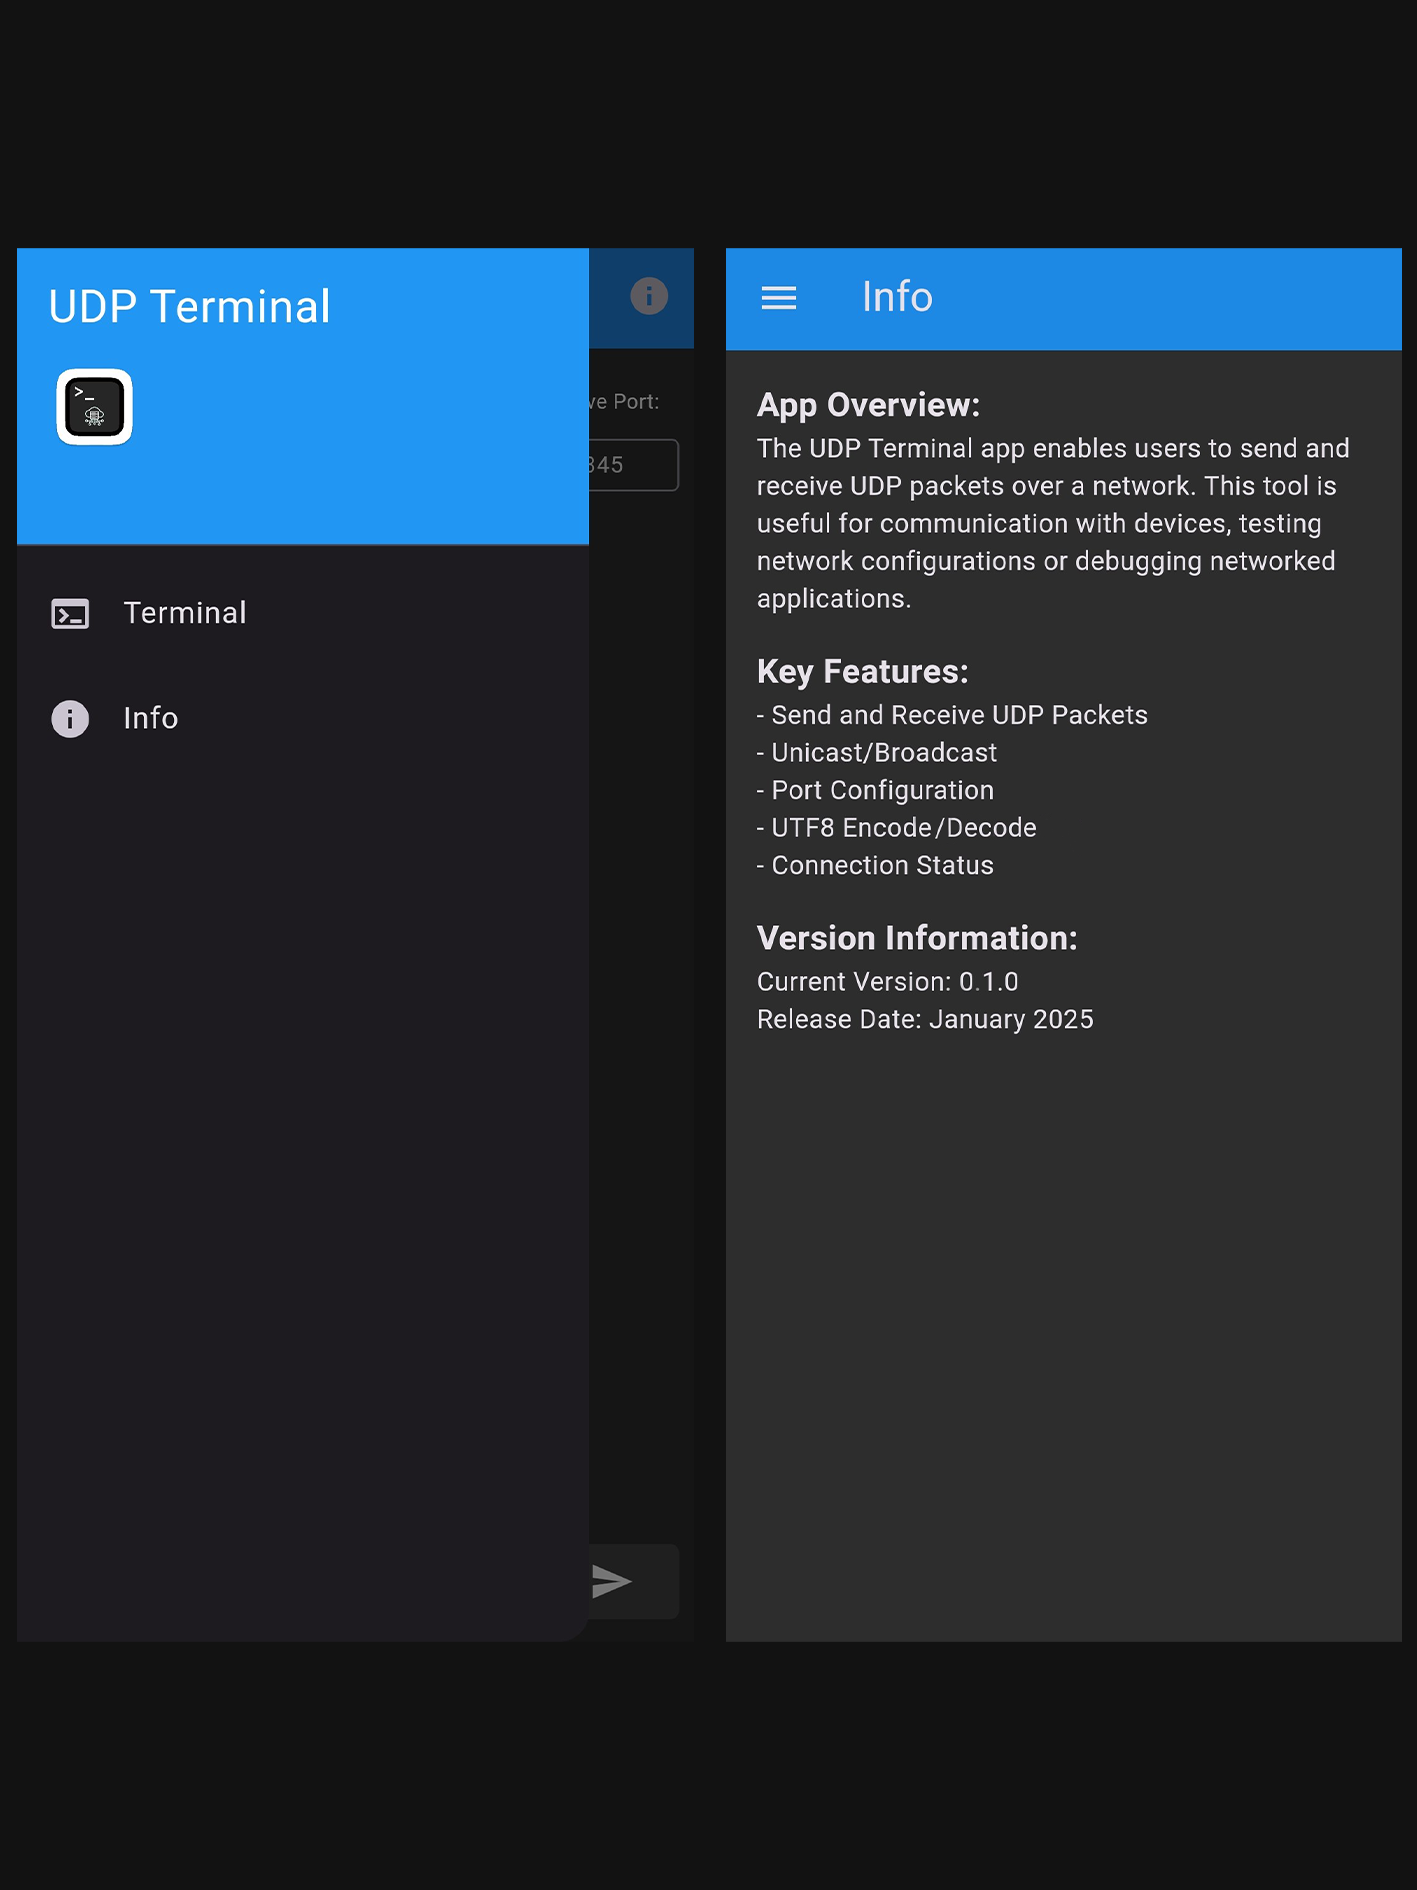 UDP Terminal
>_
Terminal
Info
Port:
345
Info
App Overview:
The UDP Terminal app enables users to send and
receive UDP packets over a network. This tool is
useful for communication with devices, testing
network configurations or debugging networked
applications.
Key Features:
- Send and Receive UDP Packets
- Unicast/Broadcast
- Port Configuration
- UTF8 Encode/Decode
- Connection Status
Version Information:
Current Version: 0.1.0
Release Date: January 2025